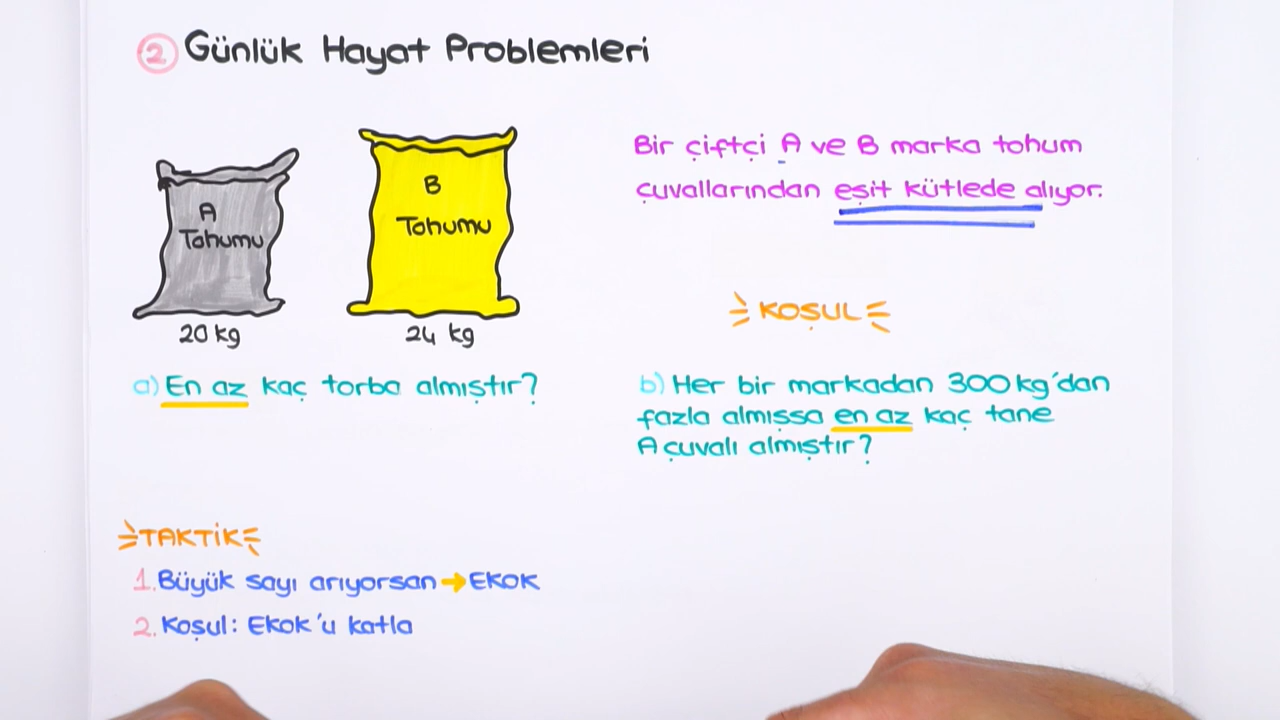 2 Günlük Hayat Problemleri
A
Tohumu
20 kg
B
Tohumu
24 kg
Bir çiftçi A ve B marka tohum
çuvallarından eşit kütlede alıyor.
KOŞUL
a) En az kaç torba almıştır?
b) Her bir markadan 300 kg'dan
fazla almışsa en az kaç tane
A çuvalı almıştır?
TAKTİK
1. Büyük sayı arıyorsan → EKOK
2. Koşul: EKOK'u katla